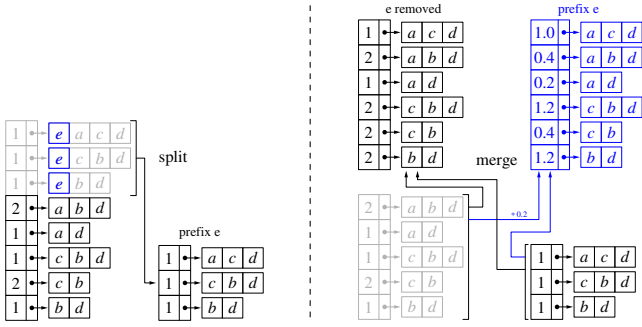 1 e a c d
1 e c b d
1 e b d
2 a b d
1 a d
1 c b d
2 c b
1 b d
split
prefix e
1 a c d
1 c b d
1 b d
e removed
1 a c d
2 a b d
1 a d
2 c b d
2 c b
2 b d
prefix e
1.0 a c d
0.4 a b d
0.2 a d
1.2 c b d
0.4 c b
1.2 b d
merge
+0.2
2 a b d
1 a d
1 c b d
2 c b
1 b d
1 a c d
1 c b d
1 b d